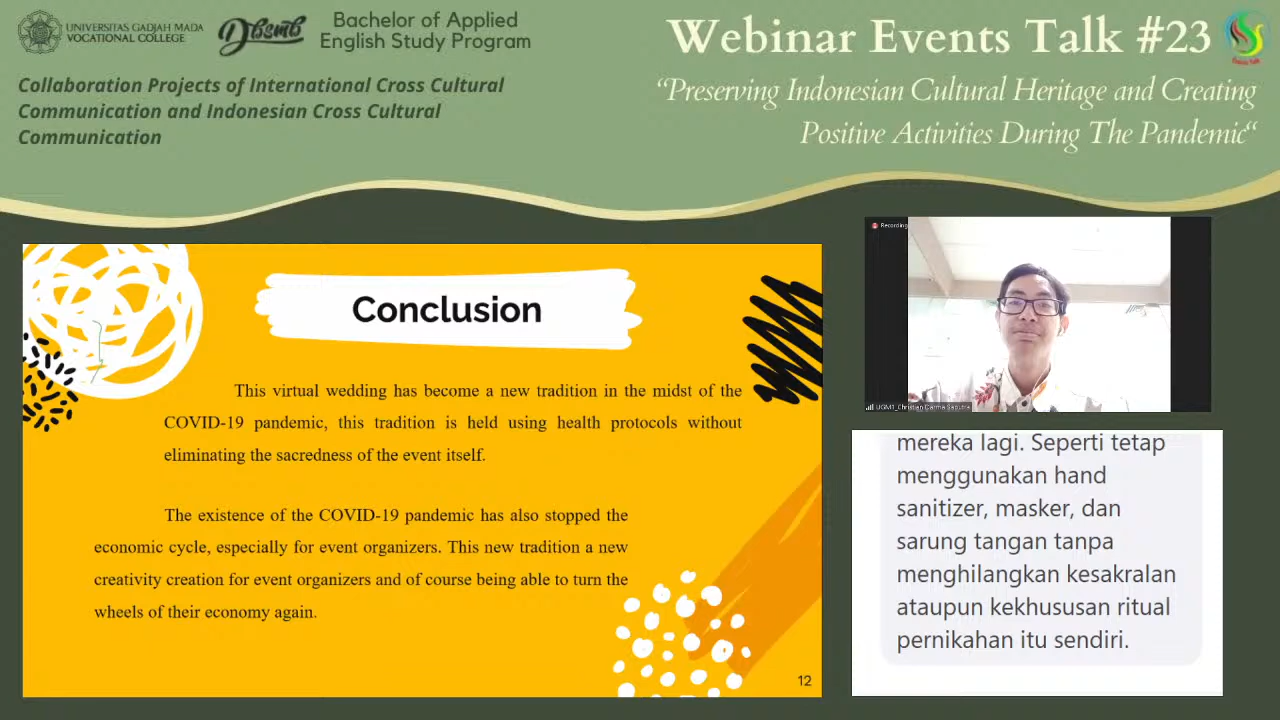 UNIVERSITAS GADJAH MADA
VOCATIONAL COLLEGE
Dbsmb
Bachelor of Applied
English Study Program
Collaboration Projects of International Cross Cultural
Communication and Indonesian Cross Cultural
Communication
Webinar Events Talk #23
“Preserving Indonesian Cultural Heritage and Creating
Positive Activities During The Pandemic“
Conclusion
This virtual wedding has become a new tradition in the midst of the
COVID-19 pandemic, this tradition is held using health protocols without
eliminating the sacredness of the event itself.
The existence of the COVID-19 pandemic has also stopped the
economic cycle, especially for event organizers. This new tradition a new
creativity creation for event organizers and of course being able to turn the
wheels of their economy again.
12
Recording
UGM1_Christian Darma Saputra
mereka lagi. Seperti tetap
menggunakan hand
sanitizer, masker, dan
sarung tangan tanpa
menghilangkan kesakralan
ataupun kekhususan ritual
pernikahan itu sendiri.